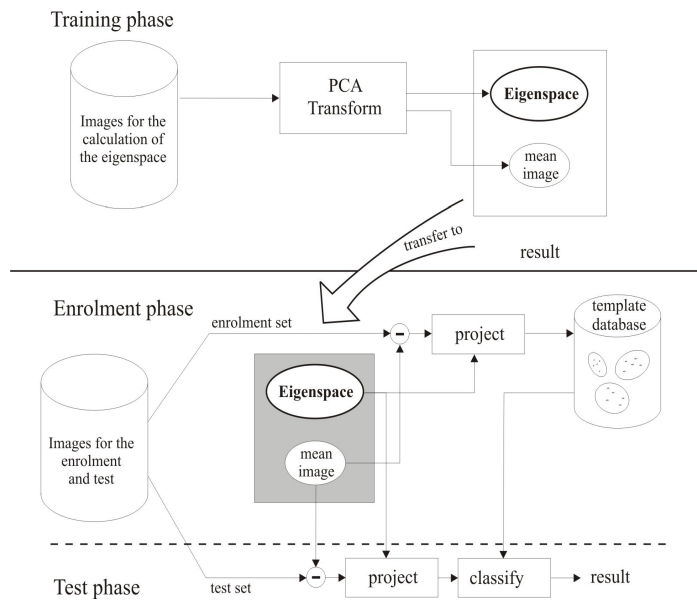 Training phase
Images for the
calculation of
the eigenspace
PCA
Transform
Eigenspace
mean
image
transfer to
result
Enrolment phase
enrolment set
-
project
template
database
Images for the
enrolment
and test
Eigenspace
mean
image
Test phase
test set
-
project
classify
result